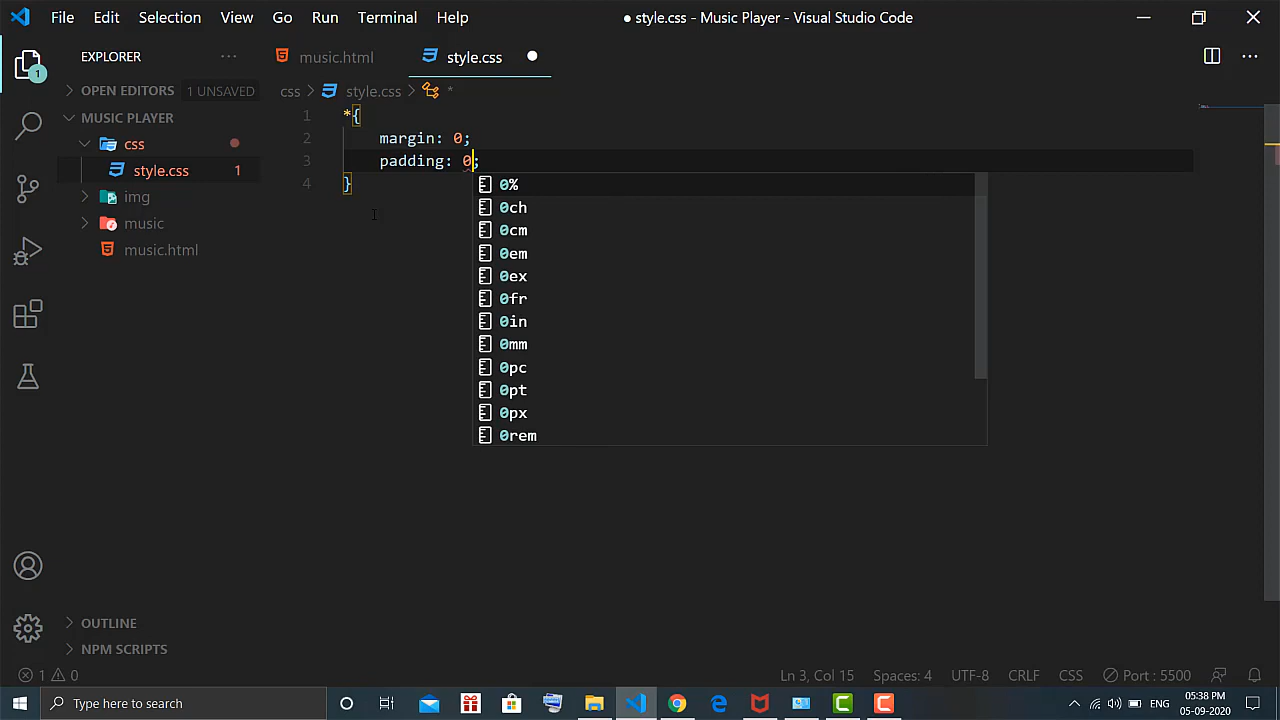 File Edit Selection View Go Run Terminal Help
● style.css - Music Player - Visual Studio Code
EXPLORER
music.html
style.css
OPEN EDITORS 1 UNSAVED
css > style.css > *
MUSIC PLAYER
css
style.css 1
img
music
music.html
1
1 *{
2 margin: 0;
3 padding: 0;
4 }
0%
0ch
0cm
0em
0ex
0fr
0in
0mm
0pc
0pt
0px
0rem
OUTLINE
NPM SCRIPTS
1 0
Ln 3, Col 15 Spaces: 4 UTF-8 CRLF CSS Port : 5500
Type here to search
ENG
05:38 PM
05-09-2020